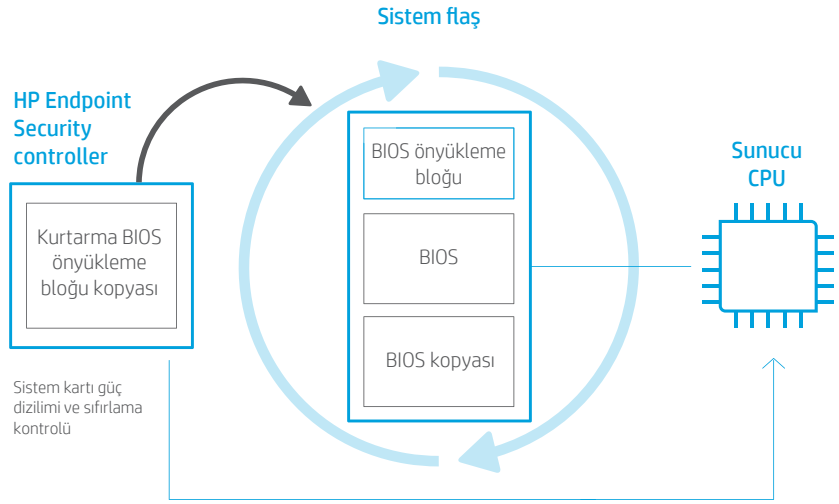 Sistem flaş
HP Endpoint
Security
controller
Kurtarma BIOS
önyükleme
bloğu kopyası
Sistem kartı güç
dizilimi ve sıfırlama
kontrolü
BIOS önyükleme
bloğu
BIOS
BIOS kopyası
Sunucu
CPU